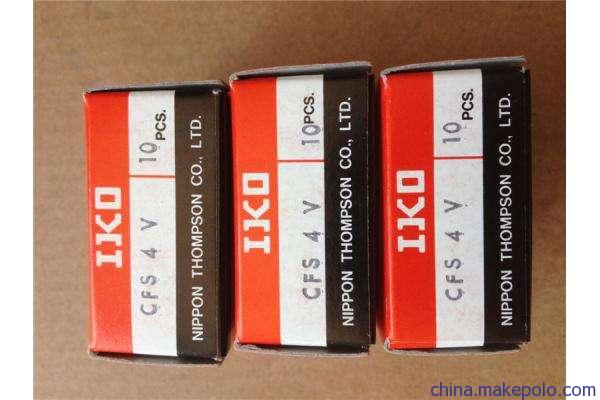 IKO
CFS 4 V
10 PCS.
NIPPON THOMPSON CO., LTD.
IKO
CFS 4 V
10 PCS.
NIPPON THOMPSON CO., LTD.
IKO
CFS 4 V
10 PCS.
NIPPON THOMPSON CO., LTD.
china.makepolo.com